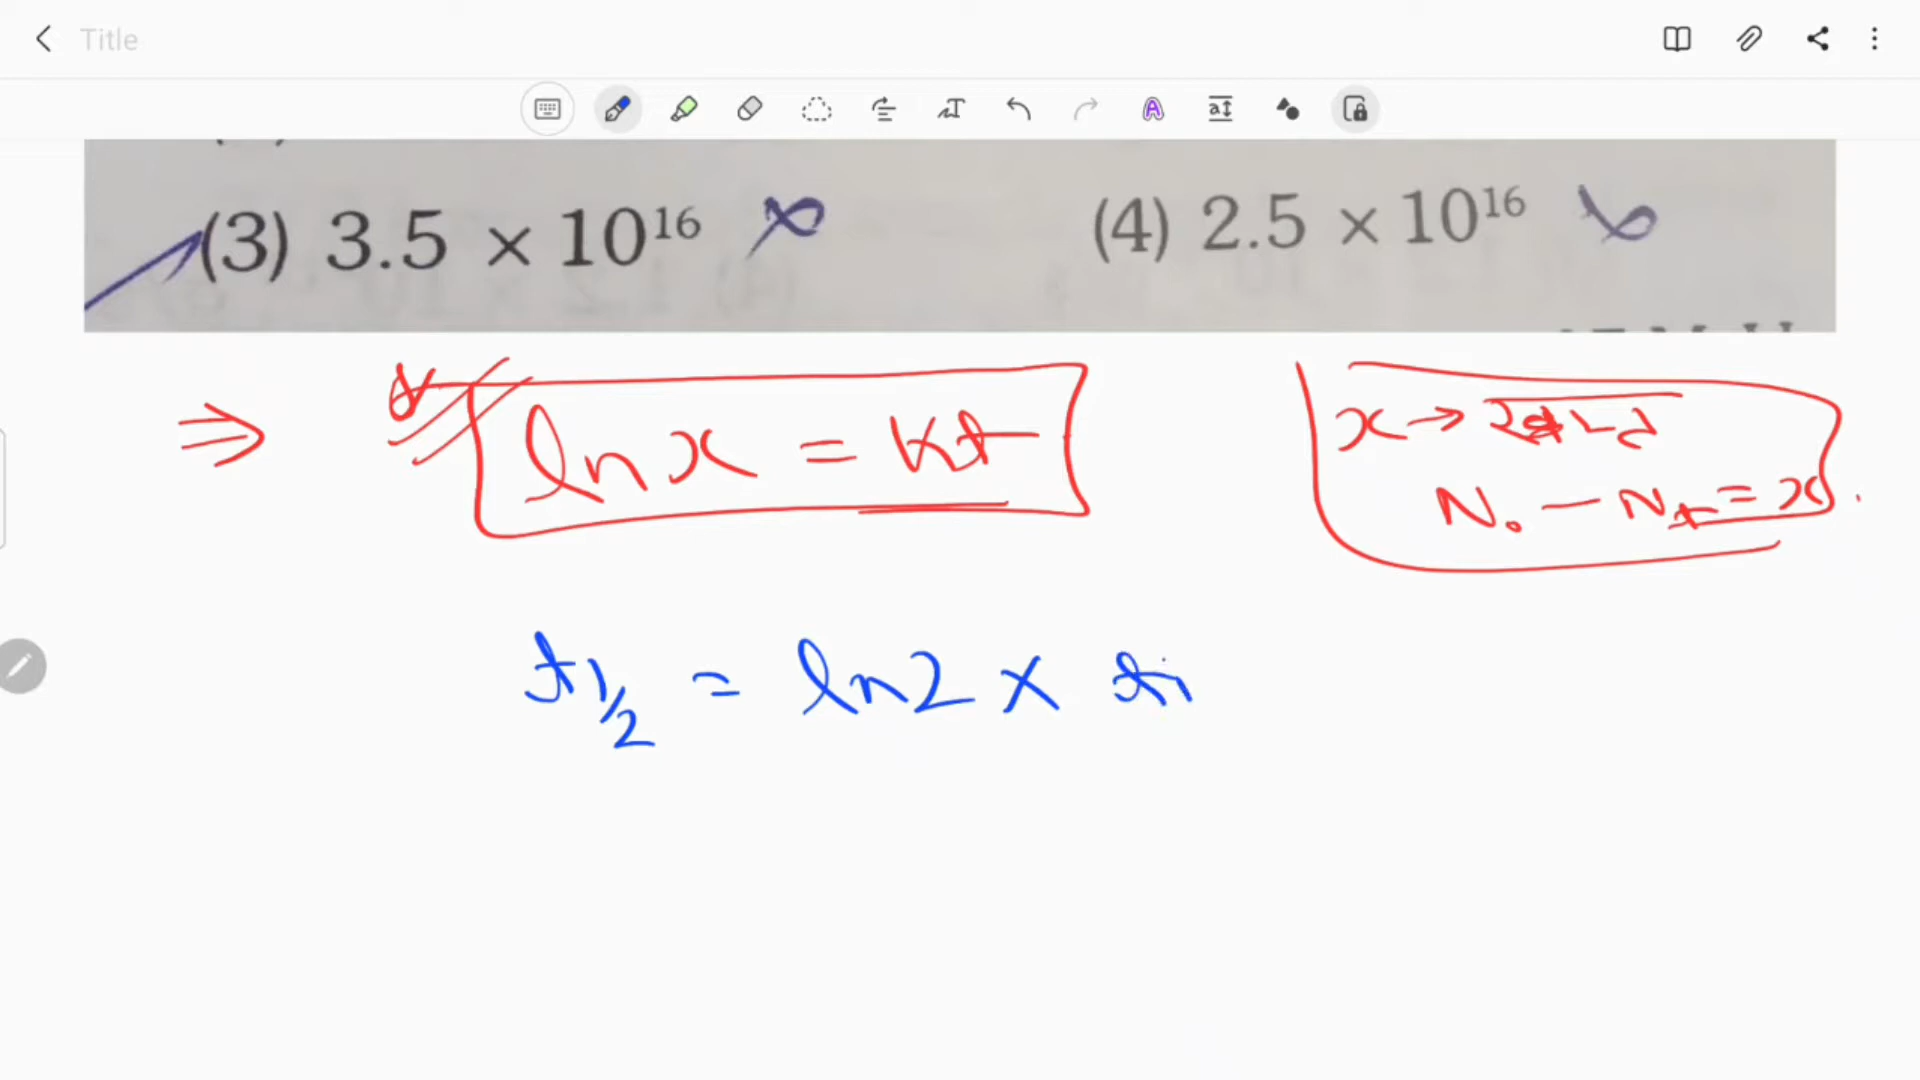 Title
(3) 3.5 × 10¹⁶ (4) 2.5 × 10¹⁶
⇒ ln x = kt
x →
N₀ − Nₜ = x
t1/2 = ln2 ×